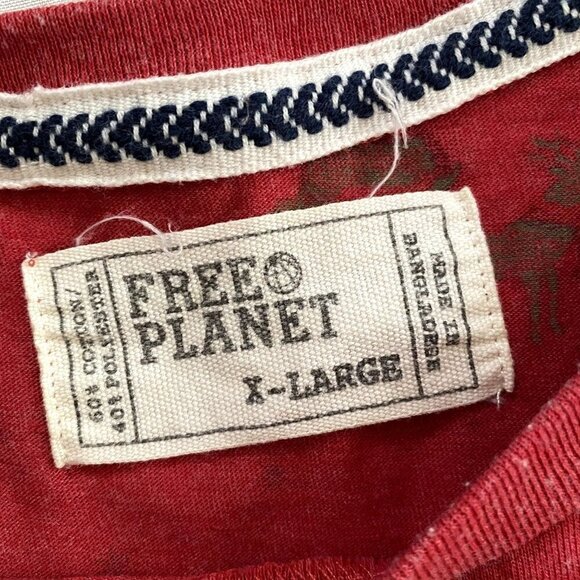 60% COTTON/
40% POLYESTER
FREE
PLANET
X-LARGE
MADE IN
BANGLADESH